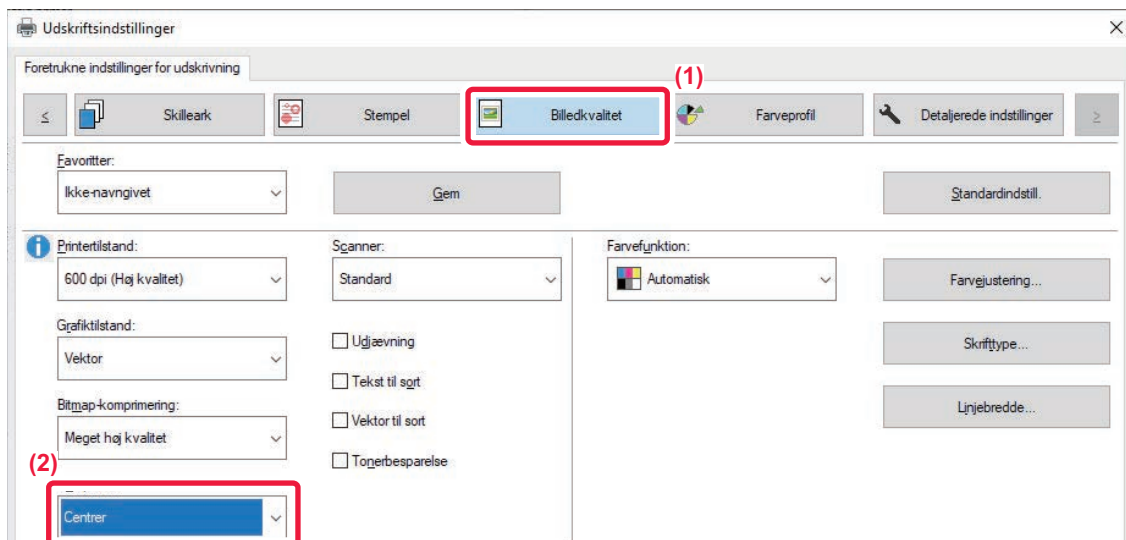 Udskriftsindstillinger
Foretrukne indstillinger for udskrivning
(1)
< Skilleark Stempel Billedkvalitet Farveprofil Detaljerede indstillinger >
Favoritter:
Ikke-navngivet Gem Standardindstill.
Printertilstand: Scanner: Farvefunktion:
600 dpi (Høj kvalitet) Standard Automatisk Farvejustering...
Grafiktilstand:
Vektor Udjævning Skrifttype...
Tekst til sort
Bitmap-komprimering:
Meget høj kvalitet Vektor til sort Linjebredde...
(2) Tonerbesparelse
Centrer